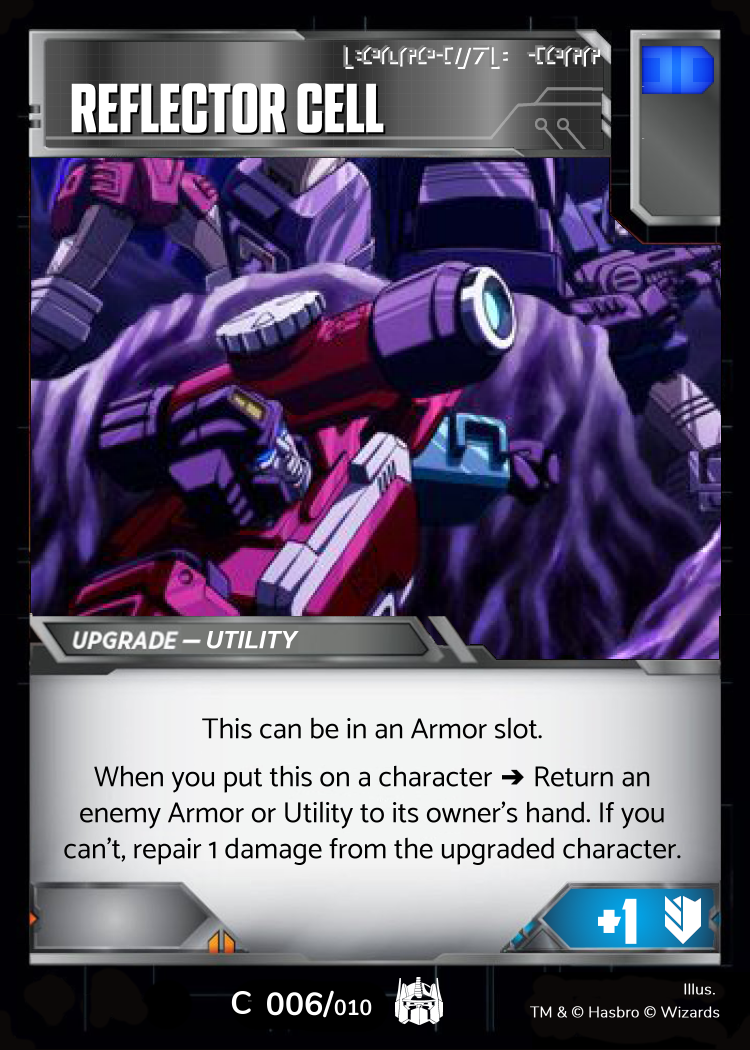 REFLECTOR CELL
UPGRADE — UTILITY
This can be in an Armor slot.
When you put this on a character ➔ Return an
enemy Armor or Utility to its owner's hand. If you
can't, repair 1 damage from the upgraded character.
+1
C 006/010
Illus.
TM & © Hasbro © Wizards